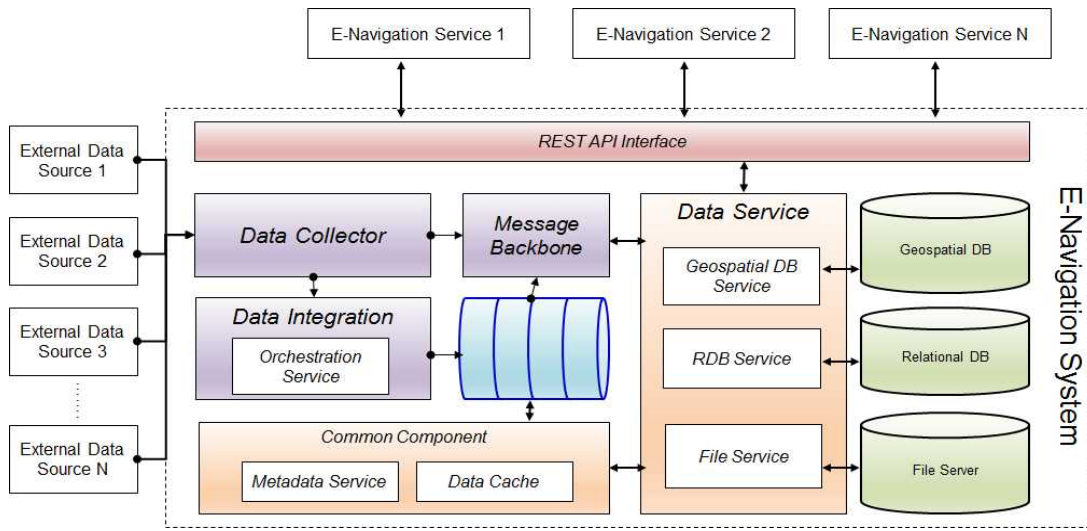 E-Navigation Service 1
E-Navigation Service 2
E-Navigation Service N
External Data
Source 1
External Data
Source 2
External Data
Source 3
External Data
Source N
REST API Interface
Data Collector
Message
Backbone
Data Integration
Orchestration
Service
Common Component
Metadata Service
Data Cache
Data Service
Geospatial DB
Service
RDB Service
File Service
Geospatial DB
Relational DB
File Server
E-Navigation System